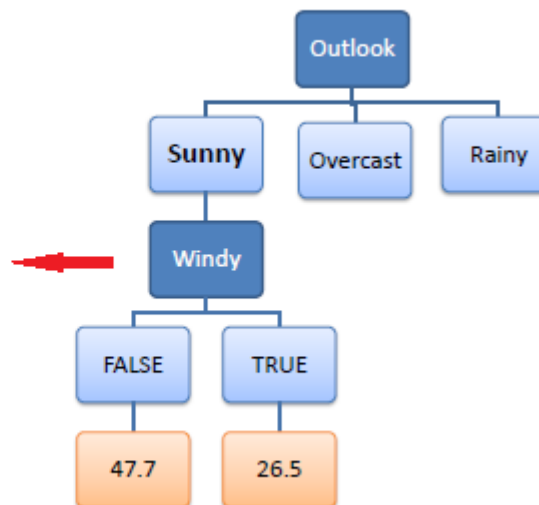 Outlook
Sunny
Overcast
Rainy
Windy
FALSE
TRUE
47.7
26.5